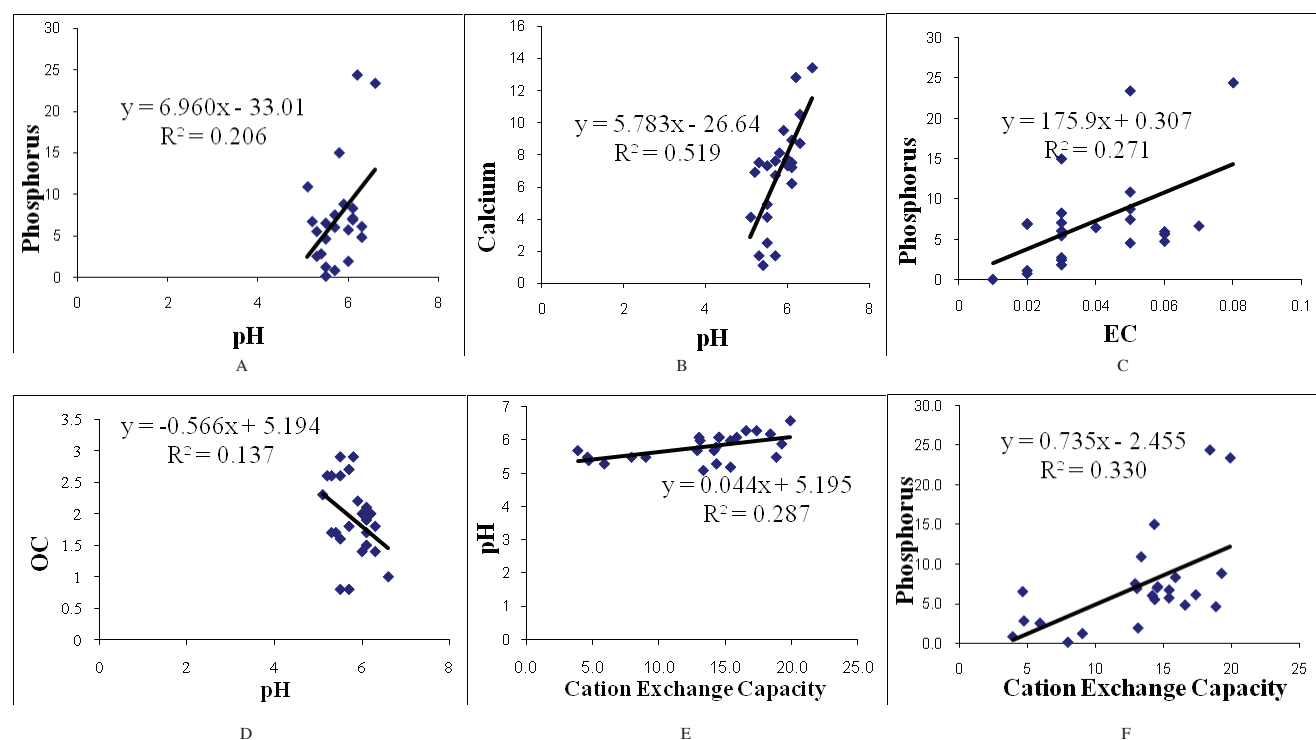 30
25
20
15
10
5
0
0 2 4 6 8
Phosphorus
y = 6.960x - 33.01
R² = 0.206
pH
A
16
14
12
10
8
6
4
2
0
0 2 4 6 8
Calcium
y = 5.783x - 26.64
R² = 0.519
pH
B
30
25
20
15
10
5
0
0 0.02 0.04 0.06 0.08 0.1
Phosphorus
y = 175.9x + 0.307
R² = 0.271
EC
C
3.5
3
2.5
2
1.5
1
0.5
0
0 2 4 6 8
OC
y = -0.566x + 5.194
R² = 0.137
pH
D
7
6
5
4
3
2
1
0
0.0 5.0 10.0 15.0 20.0 25.0
pH
y = 0.044x + 5.195
R² = 0.287
Cation Exchange Capacity
E
30.0
25.0
20.0
15.0
10.0
5.0
0.0
0 5 10 15 20 25
Phosphorus
y = 0.735x - 2.455
R² = 0.330
Cation Exchange Capacity
F